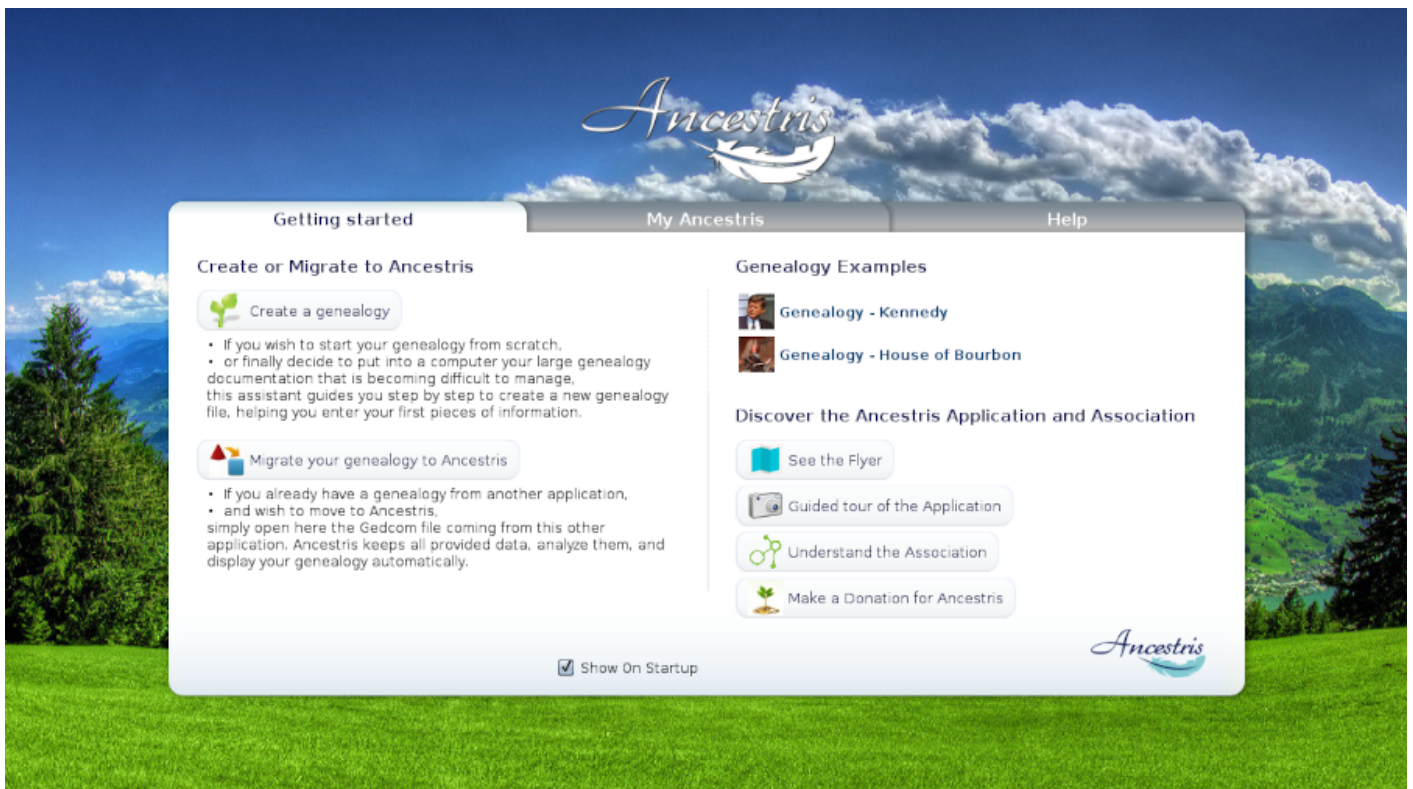 Ancestris
Getting started
My Ancestris
Help
Create or Migrate to Ancestris
Create a genealogy
• If you wish to start your genealogy from scratch,
• or finally decide to put into a computer your large genealogy
documentation that is becoming difficult to manage,
this assistant guides you step by step to create a new genealogy
file, helping you enter your first pieces of information.
Migrate your genealogy to Ancestris
• If you already have a genealogy from another application,
• and wish to move to Ancestris,
simply open here the Gedcom file coming from this other
application. Ancestris keeps all provided data, analyze them, and
display your genealogy automatically.
Genealogy Examples
Genealogy - Kennedy
Genealogy - House of Bourbon
Discover the Ancestris Application and Association
See the Flyer
Guided tour of the Application
Understand the Association
Make a Donation for Ancestris
Ancestris
Show On Startup